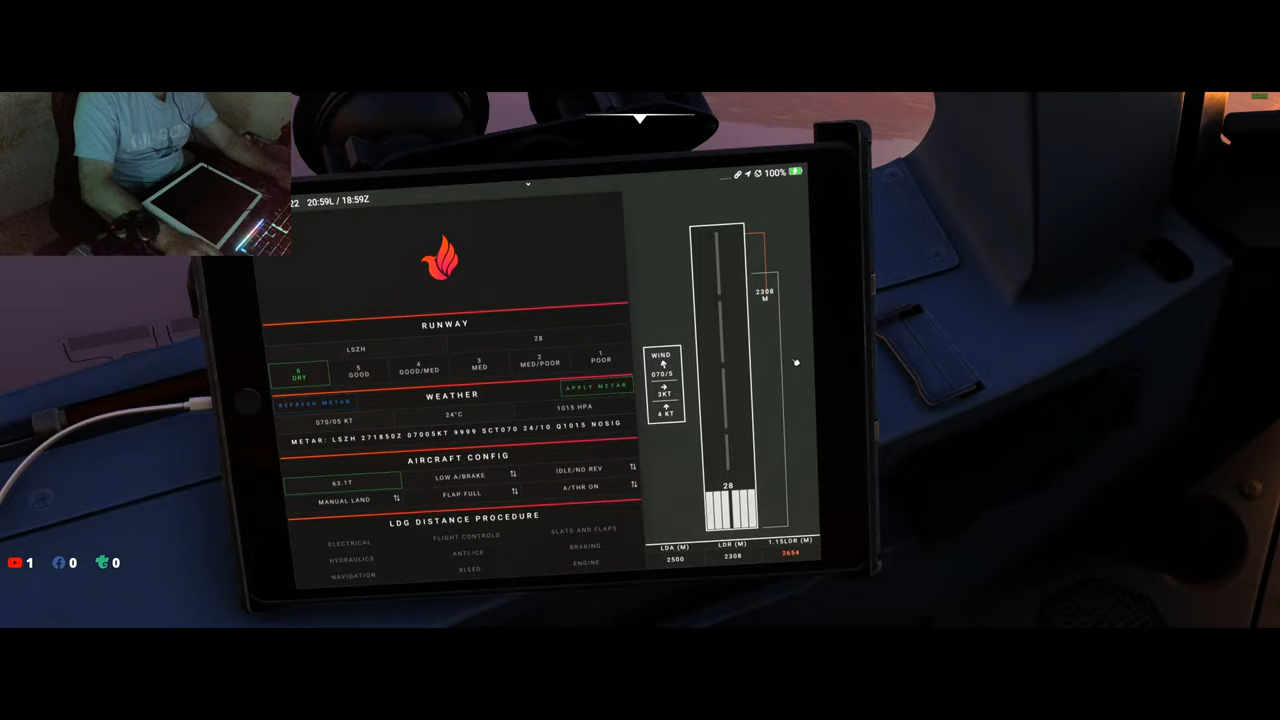 22 20:59L / 18:59Z
100%
RUNWAY
LSZH 28
6 DRY
5 GOOD
4 GOOD/MED
3 MED
2 MED/POOR
1 POOR
REFRESH METAR WEATHER APPLY METAR
070/05 KT 24°C 1015 HPA
METAR: LSZH 271850Z 07005KT 9999 SCT070 24/10 Q1015 NOSIG
AIRCRAFT CONFIG
63.1T LOW A/BRAKE IDLE/NO REV
MANUAL LAND FLAP FULL A/THR ON
LDG DISTANCE PROCEDURE
ELECTRICAL FLIGHT CONTROLS SLATS AND FLAPS
HYDRAULICS ANTI-ICE BRAKING
NAVIGATION BLEED ENGINE
WIND
070/5
3KT
4 KT
2308
M
28
LDA (M) LDR (M) 1.15LDR (M)
2500 2308 2654
1 0 0